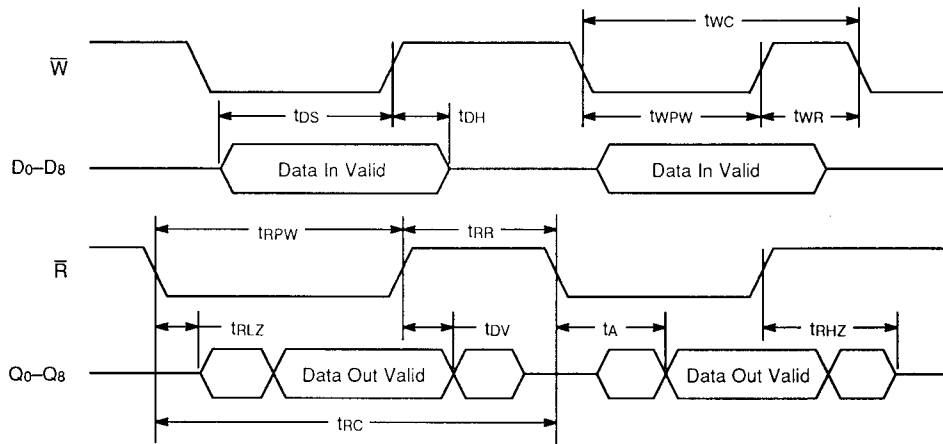 tWC
W
tDS
tDH
tWPW
tWR
D0–D8
Data In Valid
Data In Valid
tRPW
tRR
R
tRLZ
tDV
tA
tRHZ
Q0–Q8
Data Out Valid
Data Out Valid
tRC